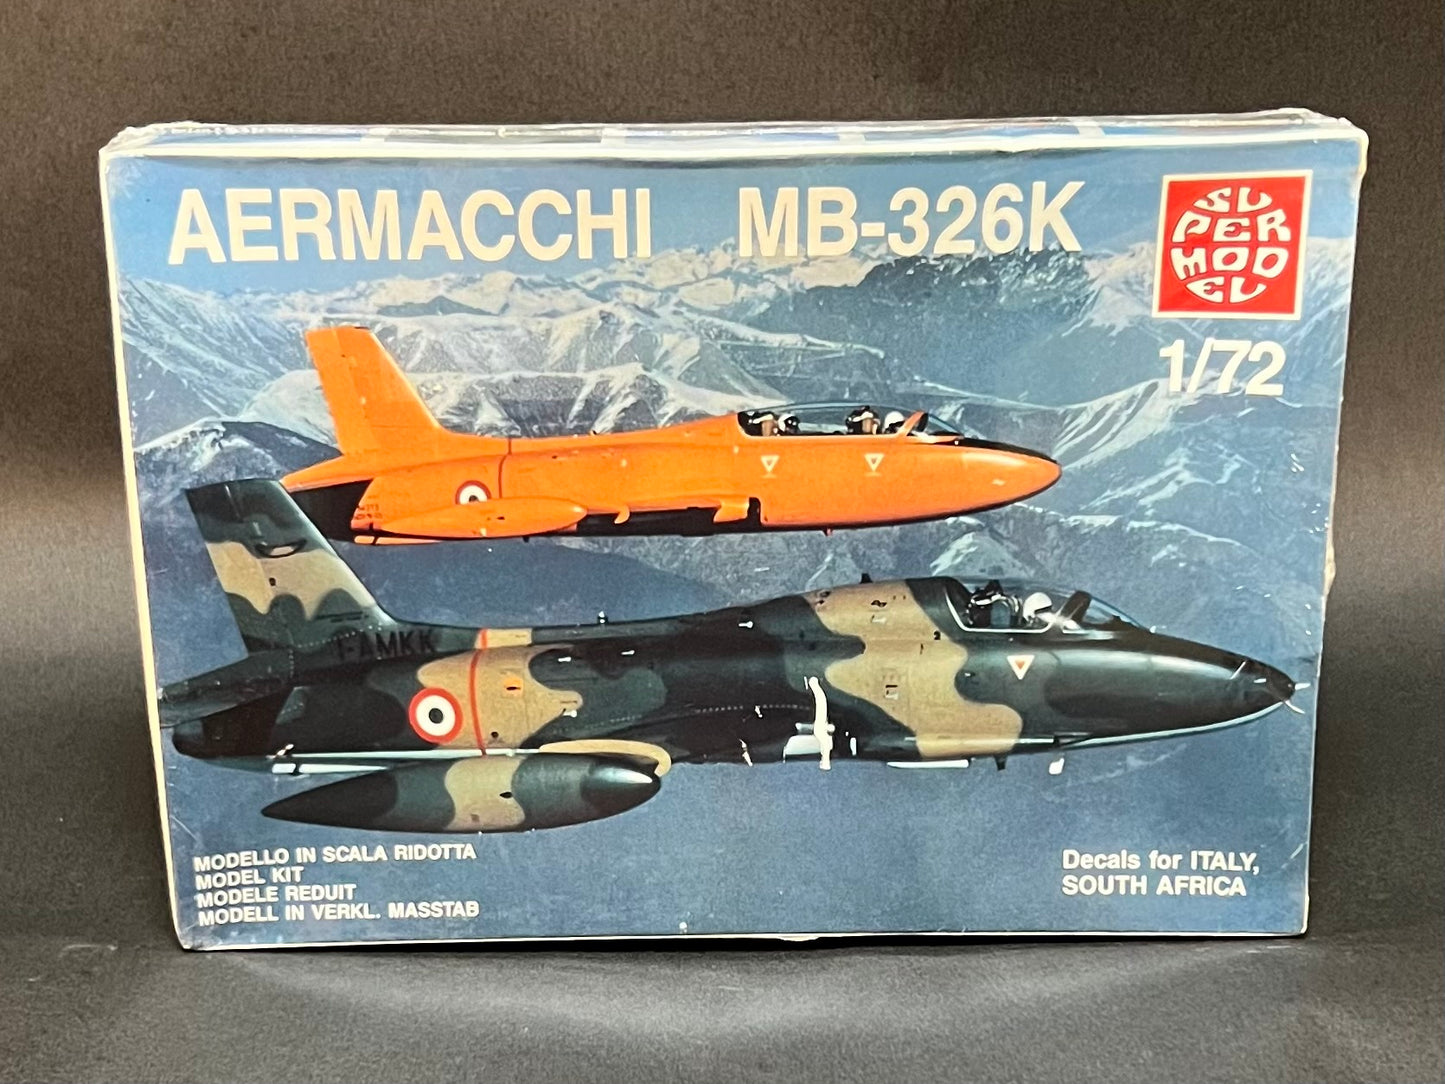 AERMACCHI MB-326K
SU
PER
MOD
EL
1/72
I-AMKK
MODELLO IN SCALA RIDOTTA
MODEL KIT
MODELE REDUIT
MODELL IN VERKL. MASSTAB
Decals for ITALY,
SOUTH AFRICA